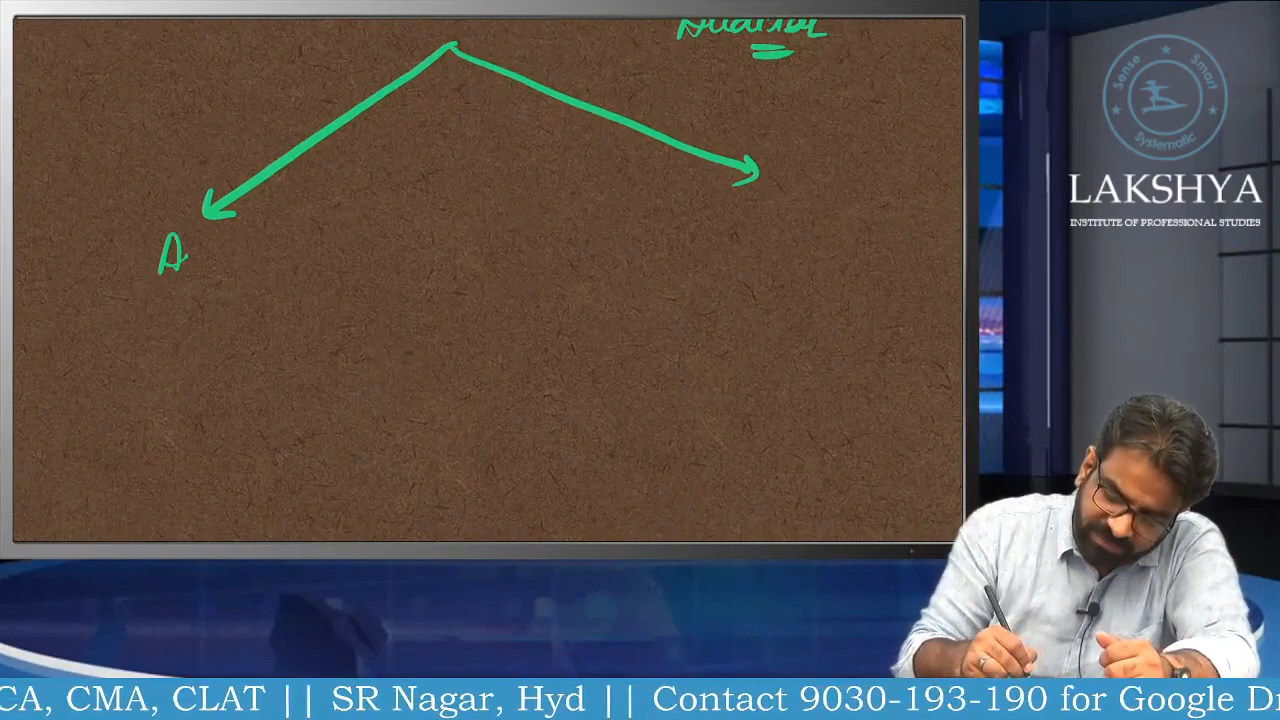 Auditor
A
Sense
Smart
Systematic
LAKSHYA
INSTITUTE OF PROFESSIONAL STUDIES
CA, CMA, CLAT || SR Nagar, Hyd || Contact 9030-193-190 for Google Dr